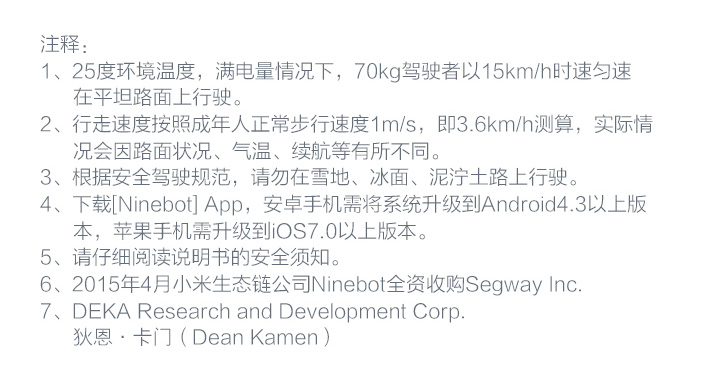 注释：
1、25度环境温度，满电量情况下，70kg驾驶者以15km/h时速匀速
在平坦路面上行驶。
2、行走速度按照成年人正常步行速度1m/s，即3.6km/h测算，实际情
况会因路面状况、气温、续航等有所不同。
3、根据安全驾驶规范，请勿在雪地、冰面、泥泞土路上行驶。
4、下载[Ninebot] App，安卓手机需将系统升级到Android4.3以上版
本，苹果手机需升级到iOS7.0以上版本。
5、请仔细阅读说明书的安全须知。
6、2015年4月小米生态链公司Ninebot全资收购Segway Inc.
7、DEKA Research and Development Corp.
狄恩·卡门（Dean Kamen）